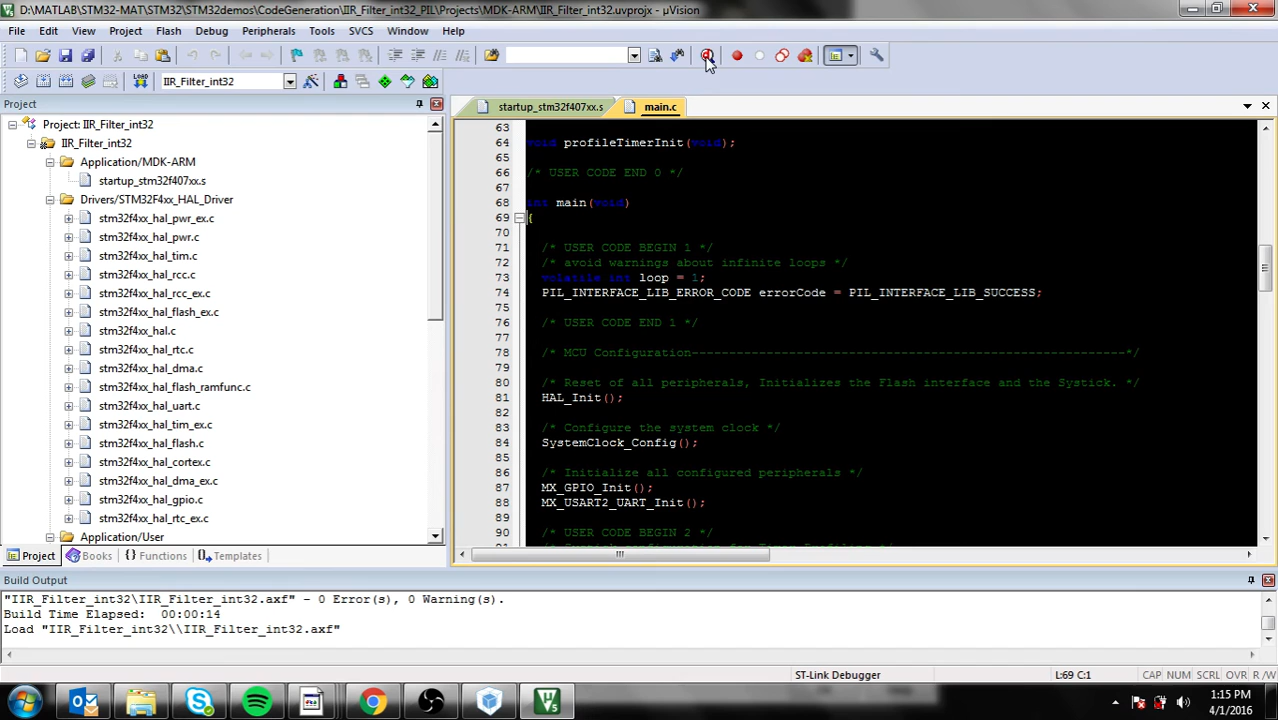 D:\MATLAB\STM32-MAT\STM32\STM32demos\CodeGeneration\IIR_Filter_int32_PIL\Projects\MDK-ARM\IIR_Filter_int32.uvprojx - µVision
File Edit View Project Flash Debug Peripherals Tools SVCS Window Help
LOAD IIR_Filter_int32
Project
Project: IIR_Filter_int32
IIR_Filter_int32
Application/MDK-ARM
startup_stm32f407xx.s
Drivers/STM32F4xx_HAL_Driver
stm32f4xx_hal_pwr_ex.c
stm32f4xx_hal_pwr.c
stm32f4xx_hal_tim.c
stm32f4xx_hal_rcc.c
stm32f4xx_hal_rcc_ex.c
stm32f4xx_hal_flash_ex.c
stm32f4xx_hal.c
stm32f4xx_hal_rtc.c
stm32f4xx_hal_dma.c
stm32f4xx_hal_flash_ramfunc.c
stm32f4xx_hal_uart.c
stm32f4xx_hal_tim_ex.c
stm32f4xx_hal_flash.c
stm32f4xx_hal_cortex.c
stm32f4xx_hal_dma_ex.c
stm32f4xx_hal_gpio.c
stm32f4xx_hal_rtc_ex.c
Application/User
Project Books {} Functions Templates
startup_stm32f407xx.s main.c
63
64 void profileTimerInit(void);
65
66 /* USER CODE END 0 */
67
68 int main(void)
69 {
70
71 /* USER CODE BEGIN 1 */
72 /* avoid warnings about infinite loops */
73 volatile int loop = 1;
74 PIL_INTERFACE_LIB_ERROR_CODE errorCode = PIL_INTERFACE_LIB_SUCCESS;
75
76 /* USER CODE END 1 */
77
78 /* MCU Configuration----------------------------------------------------------*/
79
80 /* Reset of all peripherals, Initializes the Flash interface and the Systick. */
81 HAL_Init();
82
83 /* Configure the system clock */
84 SystemClock_Config();
85
86 /* Initialize all configured peripherals */
87 MX_GPIO_Init();
88 MX_USART2_UART_Init();
89
90 /* USER CODE BEGIN 2 */
Build Output
"IIR_Filter_int32\IIR_Filter_int32.axf" - 0 Error(s), 0 Warning(s).
Build Time Elapsed: 00:00:14
Load "IIR_Filter_int32\\IIR_Filter_int32.axf"
ST-Link Debugger L:69 C:1 CAP NUM SCRL OVR R /W
1:15 PM
4/1/2016